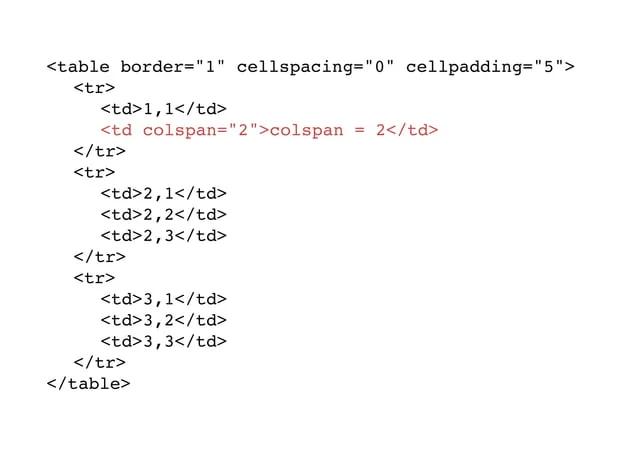 <table border="1" cellspacing="0" cellpadding="5">
<tr>
<td>1,1</td>
<td colspan="2">colspan = 2</td>
</tr>
<tr>
<td>2,1</td>
<td>2,2</td>
<td>2,3</td>
</tr>
<tr>
<td>3,1</td>
<td>3,2</td>
<td>3,3</td>
</tr>
</table>